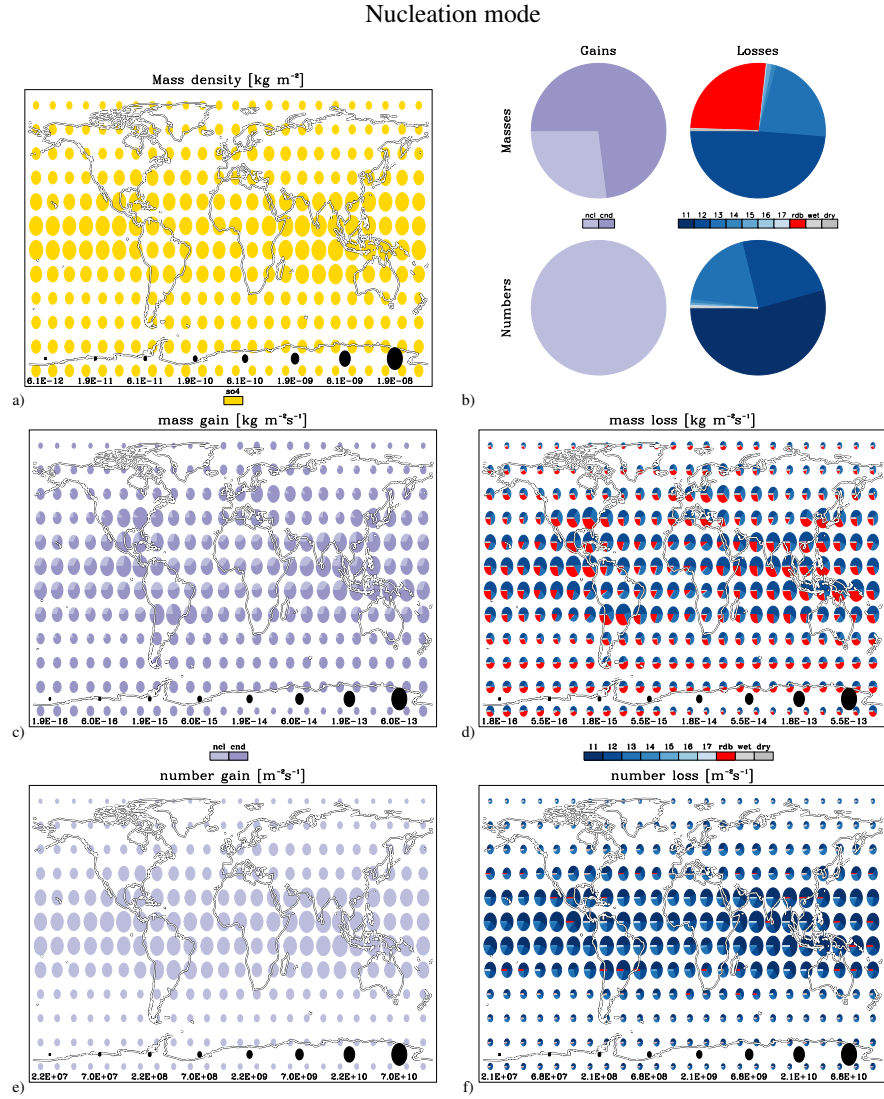 Nucleation mode
Gains Losses
Mass density [kg m⁻²]
Masses
ncl cnd 11 12 13 14 15 16 17 rdb wet dry
Numbers
6.1E-12 1.9E-11 6.1E-11 1.9E-10 6.1E-10 1.9E-09 6.1E-09 1.9E-08
so4
a) b)
mass gain [kg m⁻²s⁻¹] mass loss [kg m⁻²s⁻¹]
1.9E-16 6.0E-16 1.9E-15 6.0E-15 1.9E-14 6.0E-14 1.9E-13 6.0E-13
1.8E-16 5.5E-16 1.8E-15 5.5E-15 1.8E-14 5.5E-14 1.8E-13 5.5E-13
c) d)
ncl cnd 11 12 13 14 15 16 17 rdb wet dry
number gain [m⁻²s⁻¹] number loss [m⁻²s⁻¹]
2.2E+07 7.0E+07 2.2E+08 7.0E+08 2.2E+09 7.0E+09 2.2E+10 7.0E+10
2.1E+07 6.8E+07 2.1E+08 6.8E+08 2.1E+09 6.8E+09 2.1E+10 6.8E+10
e) f)